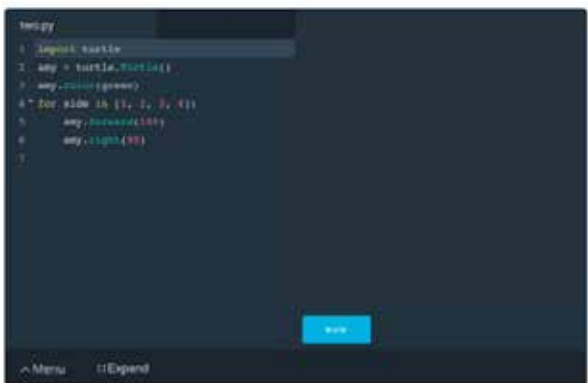 two.py
1 import turtle
2 amy = turtle.Turtle()
3 amy.color(green)
4 for side in [1, 2, 3, 4]:
5 amy.forward(100)
6 amy.right(90)
7
RUN
Menu
Expand